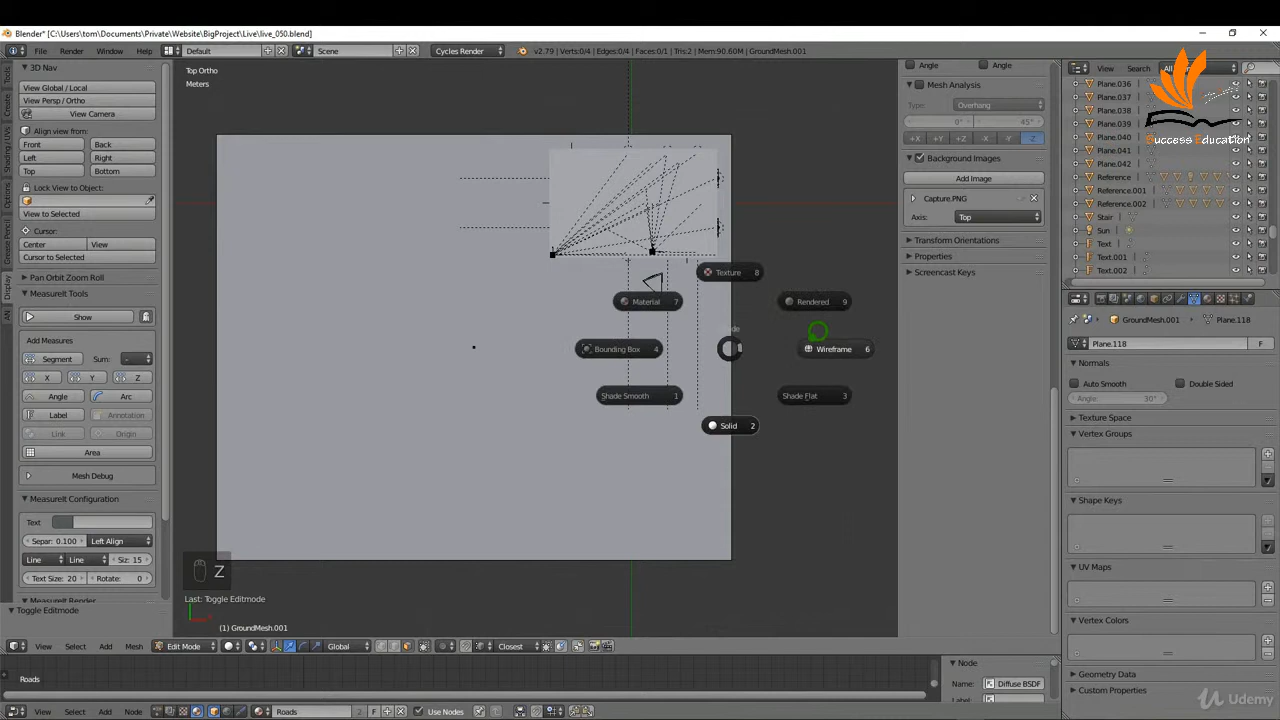 Blender* [C:\Users\tom\Documents\Private\Website\BigProject\Live\live_050.blend]
File Render Window Help Default Scene Cycles Render v2.79 | Verts:0/4 | Edges:0/4 | Faces:0/1 | Tris:2 | Mem:90.60M | GroundMesh.001
Tools
Create
Shading / UVs
Options
Grease Pencil
Display
AN
3D Nav
View Global / Local
View Persp / Ortho
View Camera
Align view from:
Front Back
Left Right
Top Bottom
Lock View to Object:
View to Selected
Cursor:
Center View
Cursor to Selected
Pan Orbit Zoom Roll
MeasureIt Tools
Show
Add Measures
Segment Sum: -
X Y Z
Angle Arc
Label Annotation
Link Origin
Area
Mesh Debug
MeasureIt Configuration
Text
Separ: 0.100 Left Align
Line Line Siz: 15
Text Size: 20 Rotate: 0
Toggle Editmode
Top Ortho
Meters
Texture 8
Material 7
Rendered 9
Bounding Box 4
Wireframe 6
Shade Smooth 1
Shade Flat 3
Solid 2
Z
Last: Toggle Editmode
(1) GroundMesh.001
View Select Add Mesh Edit Mode Global Closest
Roads
View Select Add Node Roads 2 F Use Nodes
Angle Angle
Mesh Analysis
Type: Overhang
0° 45°
+X +Y +Z -X -Y -Z
Background Images
Add Image
Capture.PNG
Axis: Top
Transform Orientations
Properties
Screencast Keys
Node
Name: Diffuse BSDF
Label:
View Search
Plane.036
Plane.037
Plane.038
Plane.039
Plane.040
Plane.041
Plane.042
Reference
Reference.001
Reference.002
Stair
Sun
Text
Text.001
Text.002
Success Education
GroundMesh.001 Plane.118
Plane.118 F
Normals
Auto Smooth Double Sided
Angle: 30°
Texture Space
Vertex Groups
Shape Keys
UV Maps
Vertex Colors
Geometry Data
Custom Properties
Udemy